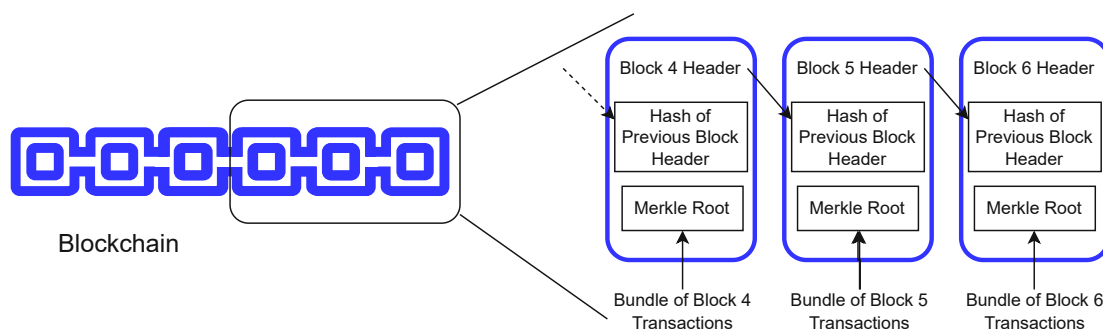 Blockchain
Block 4 Header
Hash of
Previous Block
Header
Merkle Root
Bundle of Block 4
Transactions
Block 5 Header
Hash of
Previous Block
Header
Merkle Root
Bundle of Block 5
Transactions
Block 6 Header
Hash of
Previous Block
Header
Merkle Root
Bundle of Block 6
Transactions